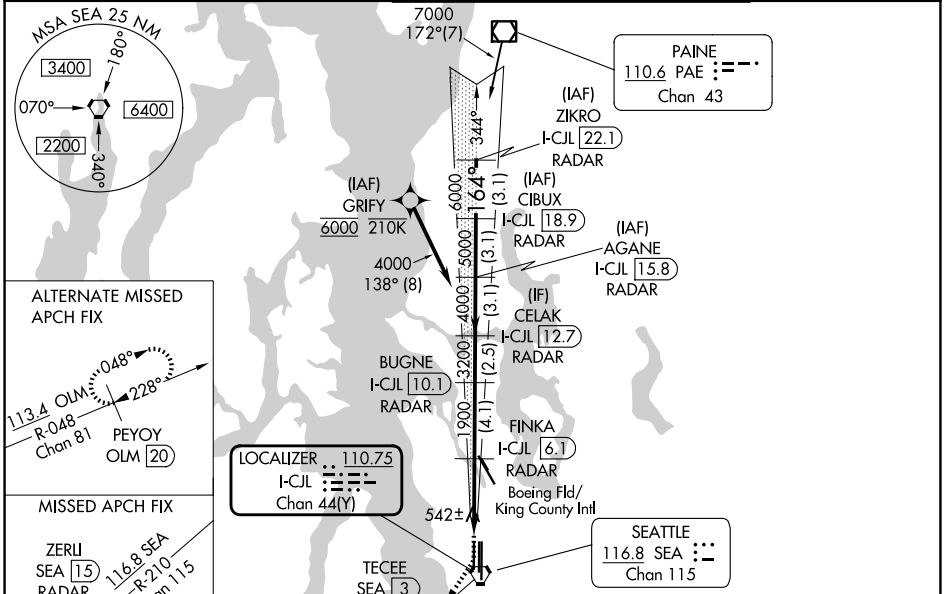 MSA SEA 25 NM
180°
3400
070°
6400
2200
340°
7000
172°(7)
PAINE
110.6 PAE
Chan 43
344°
(IAF)
ZIKRO
I-CJL 22.1
RADAR
6000
164°
(3.1)
(IAF)
GRIFY
6000 210K
(IAF)
CIBUX
I-CJL 18.9
RADAR
5000
(3.1)
(IAF)
AGANE
I-CJL 15.8
RADAR
4000
138° (8)
4000
(3.1)
(IF)
CELAK
I-CJL 12.7
RADAR
3200
(2.5)
BUGNE
I-CJL 10.1
RADAR
1900
(4.1)
FINKA
I-CJL 6.1
RADAR
Boeing Fld/
King County Intl
542±
ALTERNATE MISSED
APCH FIX
048°
228°
113.4 OLM
R-048
Chan 81
PEYOY
OLM 20
LOCALIZER 110.75
I-CJL
Chan 44(Y)
MISSED APCH FIX
ZERLI
SEA 15
RADAR
116.8 SEA
R-210
115
TECEE
SEA 3
SEATTLE
116.8 SEA
Chan 115